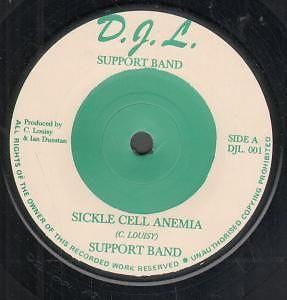 D.J.L.
SUPPORT BAND
Produced by
C. Louisy
& Ian Dunstan
SIDE A
DJL. 001
SICKLE CELL ANEMIA
(C. LOUISY)
SUPPORT BAND
ALL RIGHTS OF THE OWNER OF THIS RECORDED WORK RESERVED • UNAUTHORISED COPYING PROHIBITED